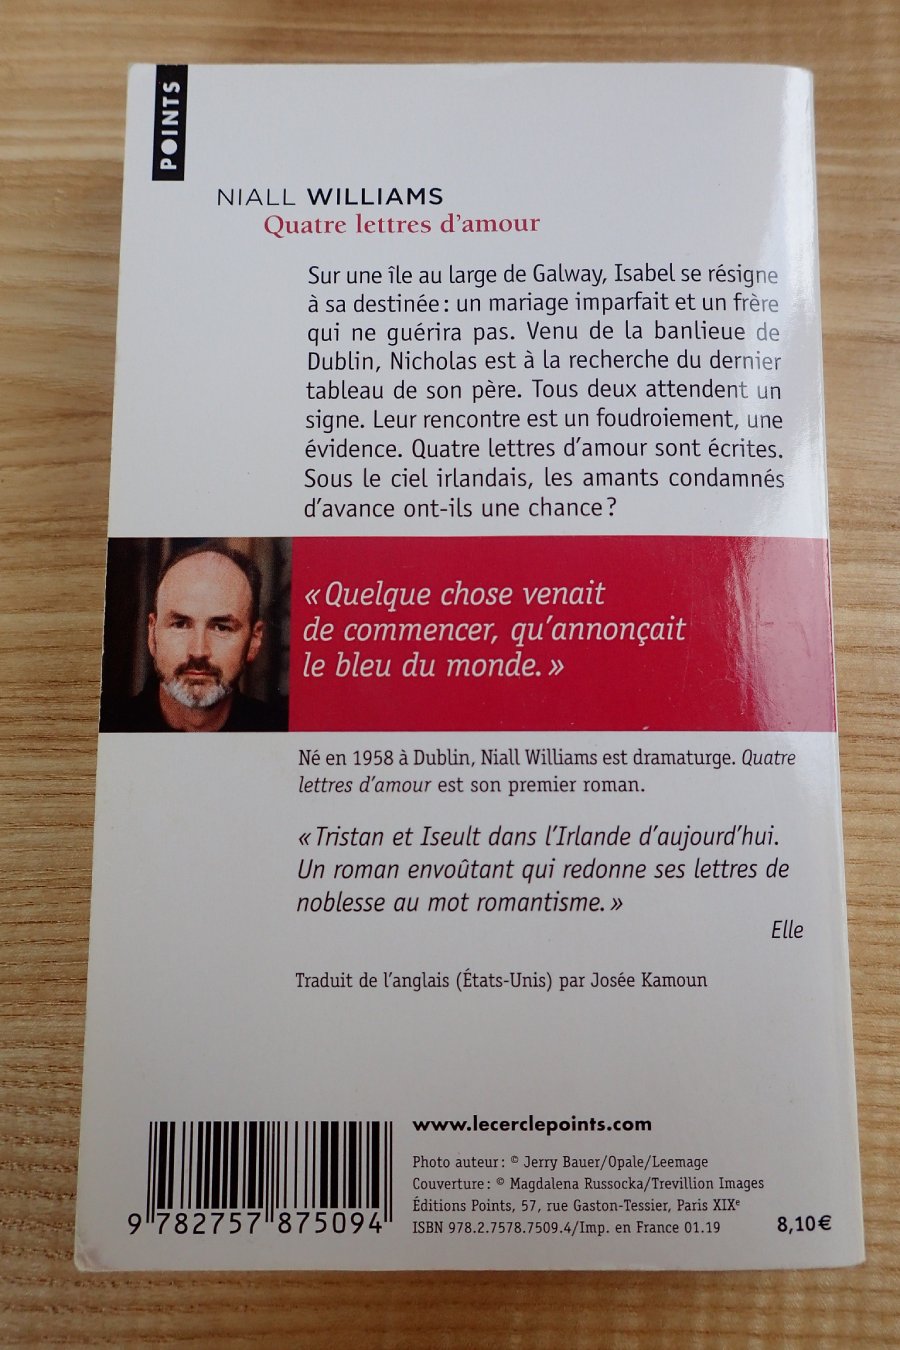 POINTS
NIALL WILLIAMS
Quatre lettres d'amour
Sur une île au large de Galway, Isabel se résigne
à sa destinée : un mariage imparfait et un frère
qui ne guérira pas. Venu de la banlieue de
Dublin, Nicholas est à la recherche du dernier
tableau de son père. Tous deux attendent un
signe. Leur rencontre est un foudroiement, une
évidence. Quatre lettres d'amour sont écrites.
Sous le ciel irlandais, les amants condamnés
d'avance ont-ils une chance ?
« Quelque chose venait
de commencer, qu'annonçait
le bleu du monde. »
Né en 1958 à Dublin, Niall Williams est dramaturge. Quatre
lettres d'amour est son premier roman.
« Tristan et Iseult dans l'Irlande d'aujourd'hui.
Un roman envoûtant qui redonne ses lettres de
noblesse au mot romantisme. »
Elle
Traduit de l'anglais (États-Unis) par Josée Kamoun
www.lecerclepoints.com
Photo auteur : © Jerry Bauer/Opale/Leemage
Couverture : © Magdalena Russocka/Trevillion Images
Éditions Points, 57, rue Gaston-Tessier, Paris XIXe
ISBN 978.2.7578.7509.4/Imp. en France 01.19
8,10 €
9 782757 875094